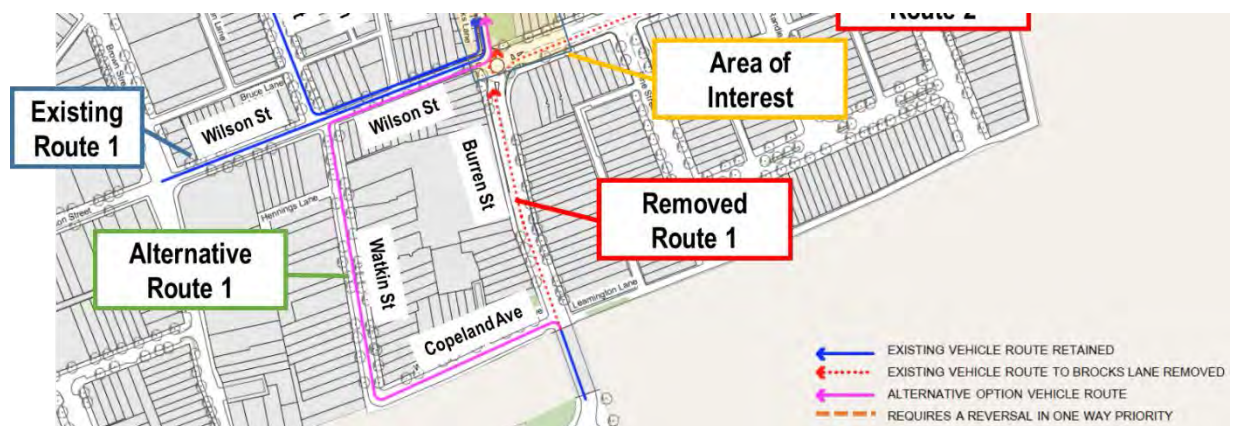 Route 2
Area of
Interest
Existing
Route 1
Bruce Lane
Wilson St
Wilson St
Burren St
Hennings Lane
Removed
Route 1
Alternative
Route 1
Watkin St
Leamington Lane
Copeland Ave
EXISTING VEHICLE ROUTE RETAINED
EXISTING VEHICLE ROUTE TO BROCKS LANE REMOVED
ALTERNATIVE OPTION VEHICLE ROUTE
REQUIRES A REVERSAL IN ONE WAY PRIORITY